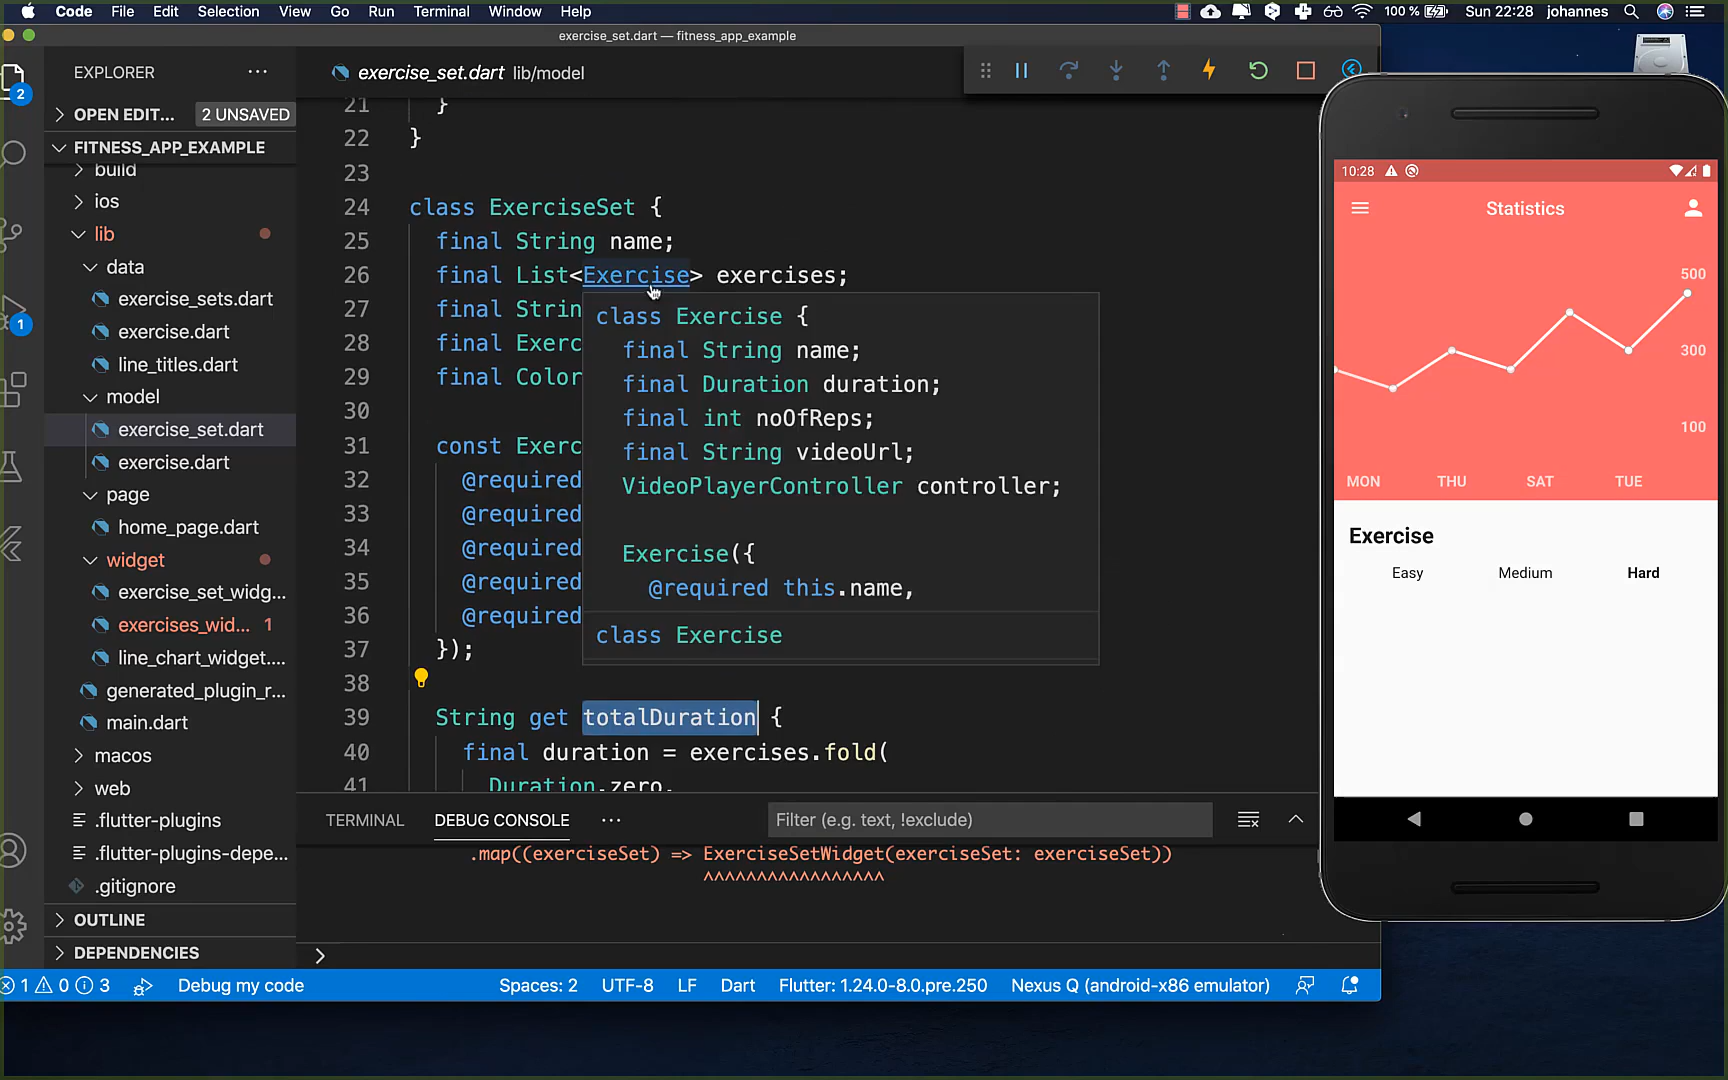 Code File Edit Selection View Go Run Terminal Window Help 100 % Sun 22:28 johannes
exercise_set.dart — fitness_app_example
EXPLORER
2
OPEN EDIT... 2 UNSAVED
FITNESS_APP_EXAMPLE
build
ios
lib
data
exercise_sets.dart
exercise.dart
1
line_titles.dart
model
exercise_set.dart
exercise.dart
page
home_page.dart
widget
exercise_set_widg...
exercises_wid... 1
line_chart_widget....
generated_plugin_r...
main.dart
macos
web
.flutter-plugins
.flutter-plugins-depe...
.gitignore
OUTLINE
DEPENDENCIES
exercise_set.dart lib/model
21 }
22 }
23
24 class ExerciseSet {
25 final String name;
26 final List<Exercise> exercises;
27 final Strin
28 final Exerc
29 final Color
30
31 const Exerc
32 @required
33 @required
34 @required
35 @required
36 @required
37 });
38
39 String get totalDuration {
40 final duration = exercises.fold(
41 Duration.zero,
class Exercise {
final String name;
final Duration duration;
final int noOfReps;
final String videoUrl;
VideoPlayerController controller;
Exercise({
@required this.name,
class Exercise
TERMINAL DEBUG CONSOLE Filter (e.g. text, !exclude)
.map((exerciseSet) => ExerciseSetWidget(exerciseSet: exerciseSet))
^^^^^^^^^^^^^^^^^
1 0 3 Debug my code Spaces: 2 UTF-8 LF Dart Flutter: 1.24.0-8.0.pre.250 Nexus Q (android-x86 emulator)
10:28
Statistics
500
300
100
MON THU SAT TUE
Exercise
Easy Medium Hard